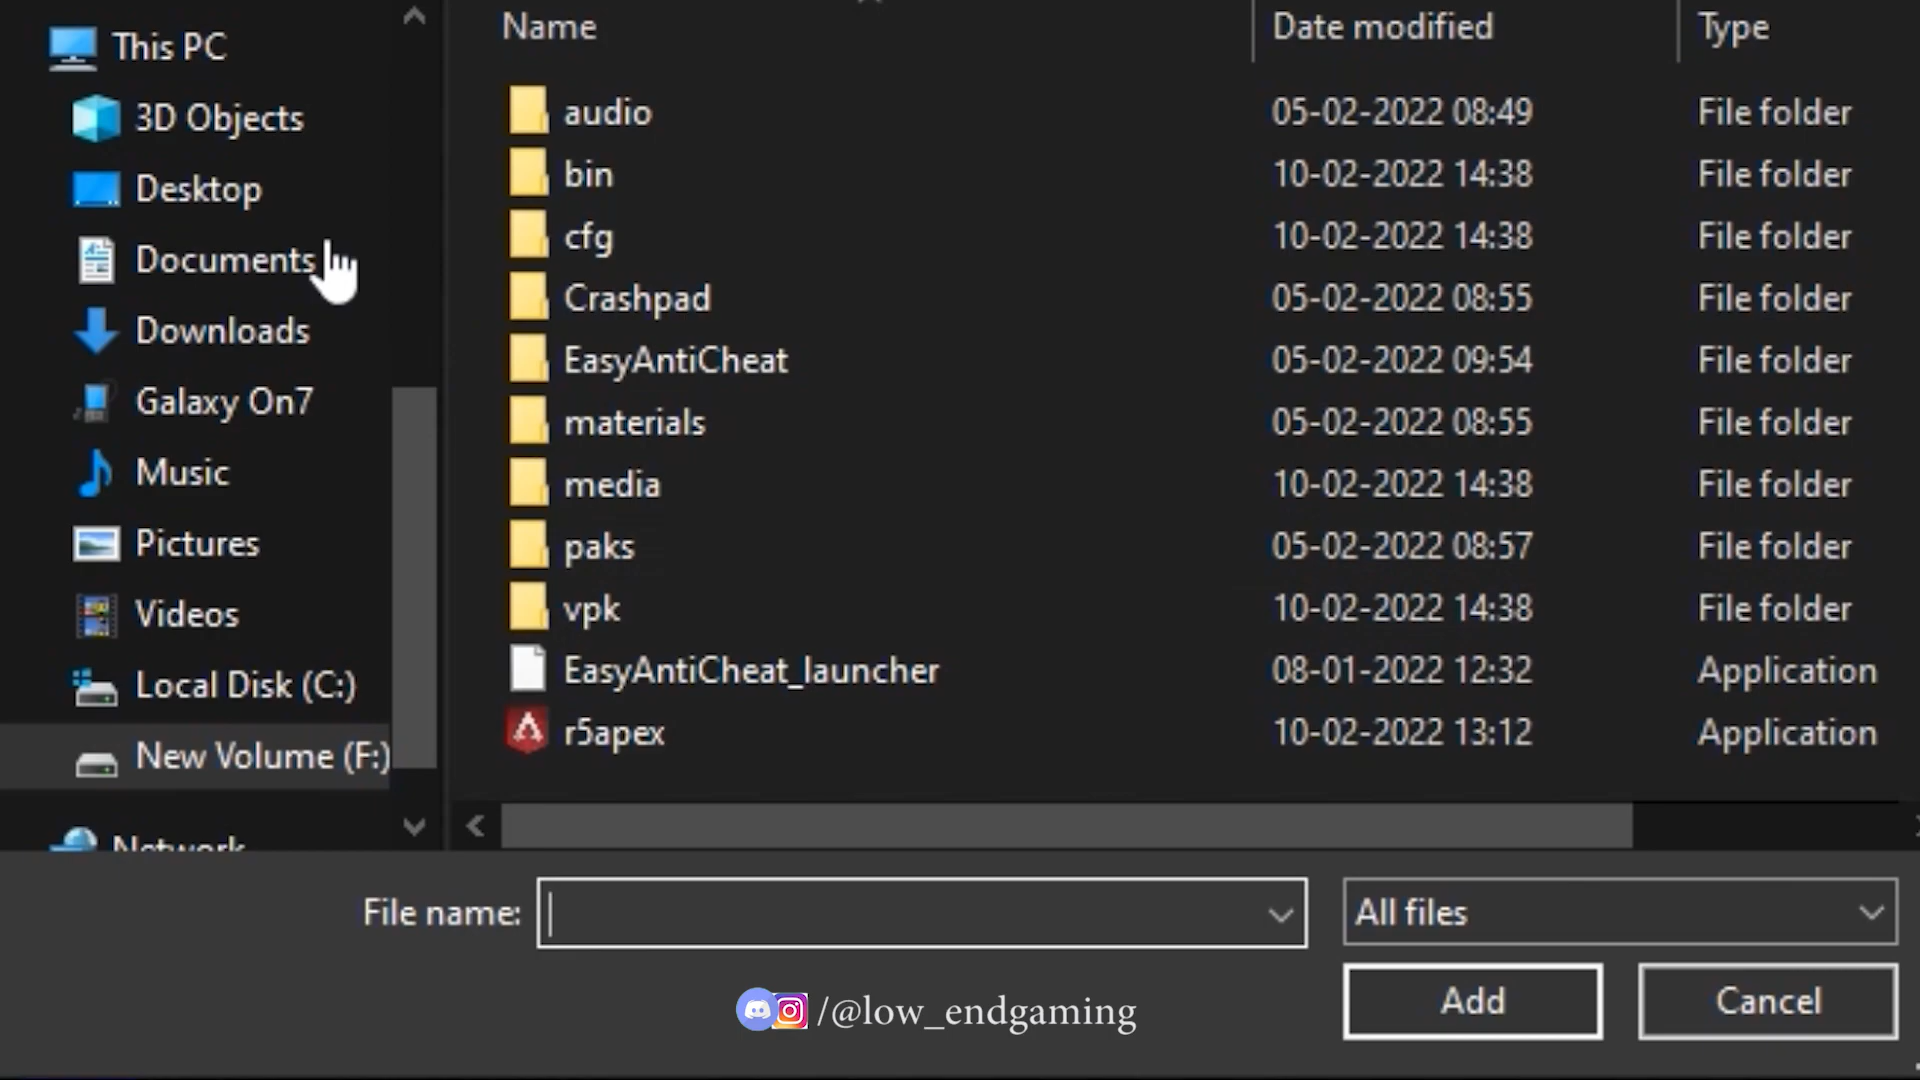 This PC
3D Objects
Desktop
Documents
Downloads
Galaxy On7
Music
Pictures
Videos
Local Disk (C:)
New Volume (F:)
Network
Name Date modified Type
audio 05-02-2022 08:49 File folder
bin 10-02-2022 14:38 File folder
cfg 10-02-2022 14:38 File folder
Crashpad 05-02-2022 08:55 File folder
EasyAntiCheat 05-02-2022 09:54 File folder
materials 05-02-2022 08:55 File folder
media 10-02-2022 14:38 File folder
paks 05-02-2022 08:57 File folder
vpk 10-02-2022 14:38 File folder
EasyAntiCheat_launcher 08-01-2022 12:32 Application
r5apex 10-02-2022 13:12 Application
File name: All files
Add Cancel
/@low_endgaming